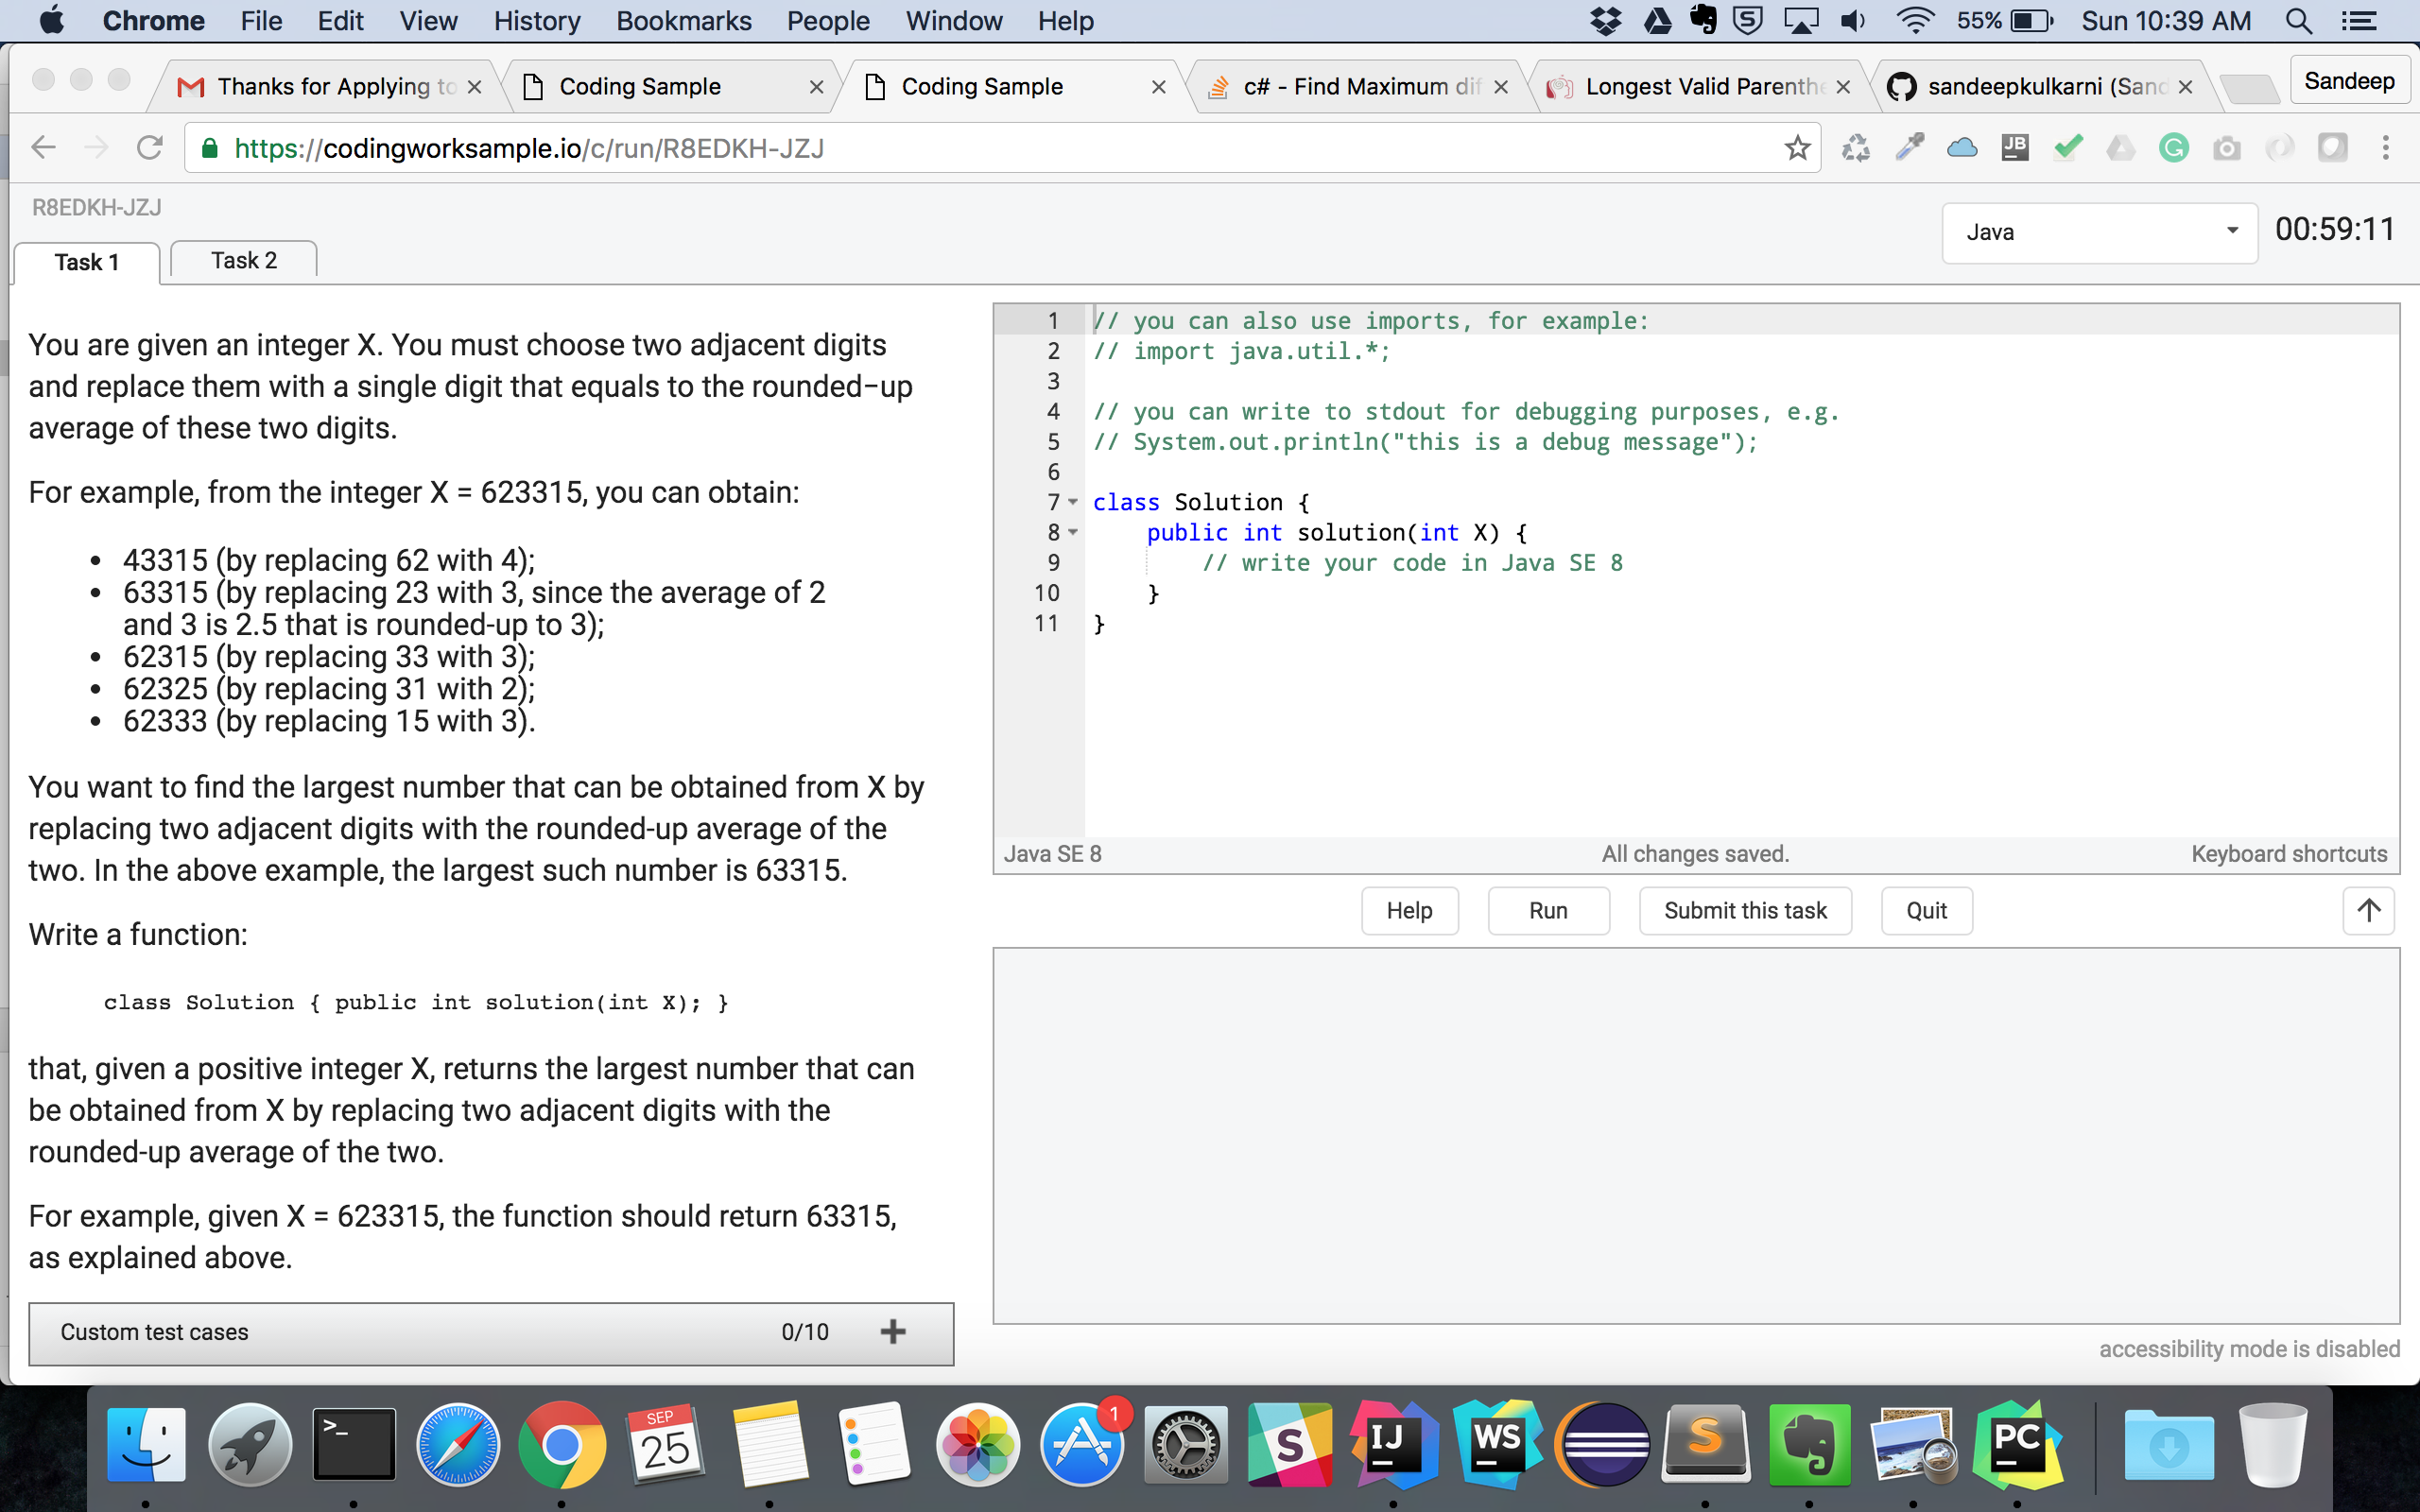 Chrome File Edit View History Bookmarks People Window Help 55% Sun 10:39 AM
Thanks for Applying to Coding Sample Coding Sample c# - Find Maximum dif Longest Valid Parenthe sandeepkulkarni (Sand Sandeep
https://codingworksample.io/c/run/R8EDKH-JZJ
R8EDKH-JZJ
Java 00:59:11
Task 1 Task 2
You are given an integer X. You must choose two adjacent digits
and replace them with a single digit that equals to the rounded-up
average of these two digits.
For example, from the integer X = 623315, you can obtain:
• 43315 (by replacing 62 with 4);
• 63315 (by replacing 23 with 3, since the average of 2
and 3 is 2.5 that is rounded-up to 3);
• 62315 (by replacing 33 with 3);
• 62325 (by replacing 31 with 2);
• 62333 (by replacing 15 with 3).
You want to find the largest number that can be obtained from X by
replacing two adjacent digits with the rounded-up average of the
two. In the above example, the largest such number is 63315.
Write a function:
class Solution { public int solution(int X); }
that, given a positive integer X, returns the largest number that can
be obtained from X by replacing two adjacent digits with the
rounded-up average of the two.
For example, given X = 623315, the function should return 63315,
as explained above.
Custom test cases 0/10 +
1 // you can also use imports, for example:
2 // import java.util.*;
3
4 // you can write to stdout for debugging purposes, e.g.
5 // System.out.println("this is a debug message");
6
7 class Solution {
8 public int solution(int X) {
9 // write your code in Java SE 8
10 }
11 }
Java SE 8 All changes saved. Keyboard shortcuts
Help Run Submit this task Quit
accessibility mode is disabled
JB
G
S
>_
SEP
25
1
S
IJ
WS
S
PC